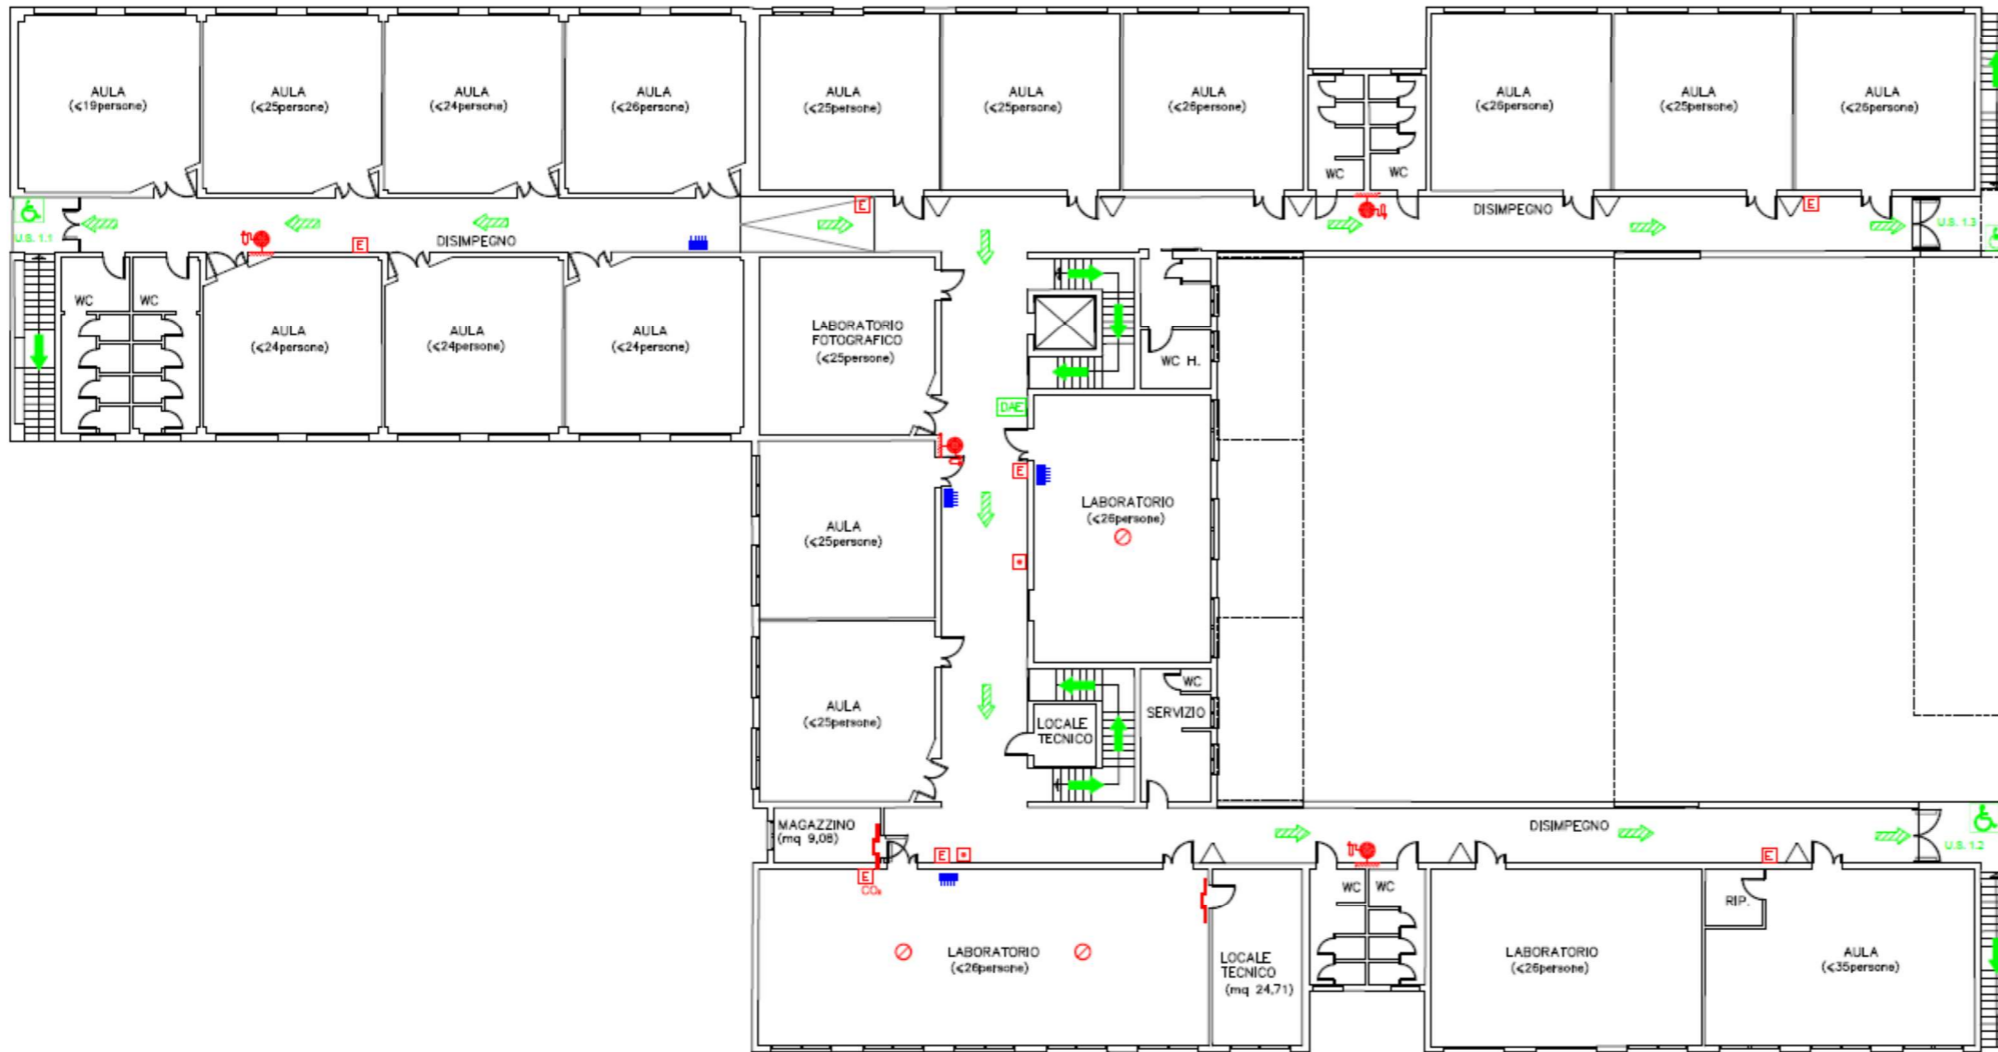 AULA
(⩽19persone)
AULA
(⩽25persone)
AULA
(⩽24persone)
AULA
(⩽26persone)
AULA
(⩽25persone)
AULA
(⩽25persone)
AULA
(⩽26persone)
AULA
(⩽26persone)
AULA
(⩽25persone)
AULA
(⩽26persone)
WC
WC
E
DISIMPEGNO
E
U.S. 1.1
E
DISIMPEGNO
U.S. 1.3
WC
WC
AULA
(⩽24persone)
AULA
(⩽24persone)
AULA
(⩽24persone)
LABORATORIO
FOTOGRAFICO
(⩽25persone)
WC H.
DAE
E
LABORATORIO
(⩽26persone)
AULA
(⩽25persone)
AULA
(⩽25persone)
WC
SERVIZIO
LOCALE
TECNICO
MAGAZZINO
(mq 9,08)
DISIMPEGNO
U.S. 1.2
E
E
E
CO₂
WC
WC
RIP.
LABORATORIO
(⩽26persone)
LOCALE
TECNICO
(mq 24,71)
LABORATORIO
(⩽26persone)
AULA
(⩽35persone)